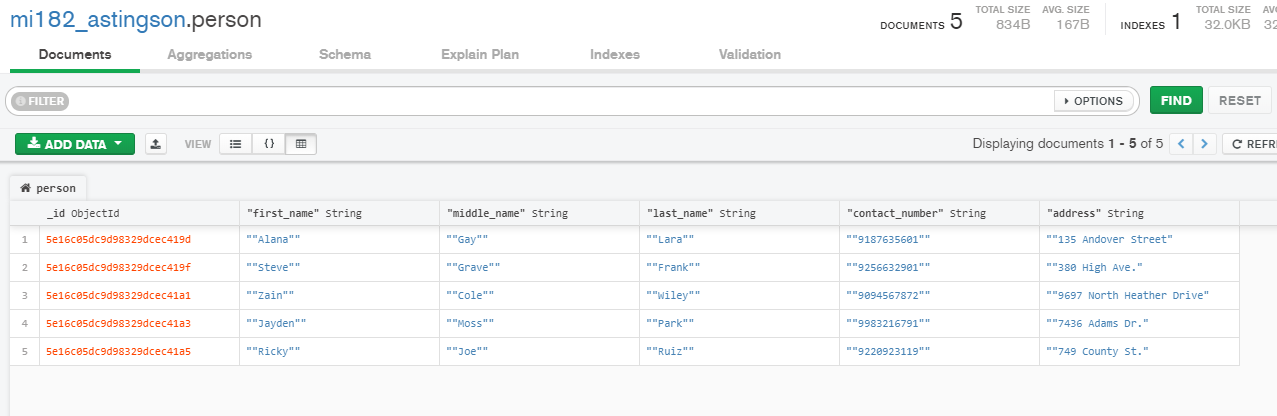 mi182_astingson.person
DOCUMENTS 5 TOTAL SIZE 834B AVG. SIZE 167B INDEXES 1 TOTAL SIZE 32.0KB AV 32
Documents Aggregations Schema Explain Plan Indexes Validation
FILTER OPTIONS FIND RESET
ADD DATA VIEW {} Displaying documents 1 - 5 of 5 REFR
person
_id ObjectId "first_name" String "middle_name" String "last_name" String "contact_number" String "address" String
1 5e16c05dc9d98329dcec419d ""Alana"" ""Gay"" ""Lara"" ""9187635601"" ""135 Andover Street"
2 5e16c05dc9d98329dcec419f ""Steve"" ""Grave"" ""Frank"" ""9256632901"" ""380 High Ave."
3 5e16c05dc9d98329dcec41a1 ""Zain"" ""Cole"" ""Wiley"" ""9094567872"" ""9697 North Heather Drive"
4 5e16c05dc9d98329dcec41a3 ""Jayden"" ""Moss"" ""Park"" ""9983216791"" ""7436 Adams Dr."
5 5e16c05dc9d98329dcec41a5 ""Ricky"" ""Joe"" ""Ruiz"" ""9220923119"" ""749 County St."